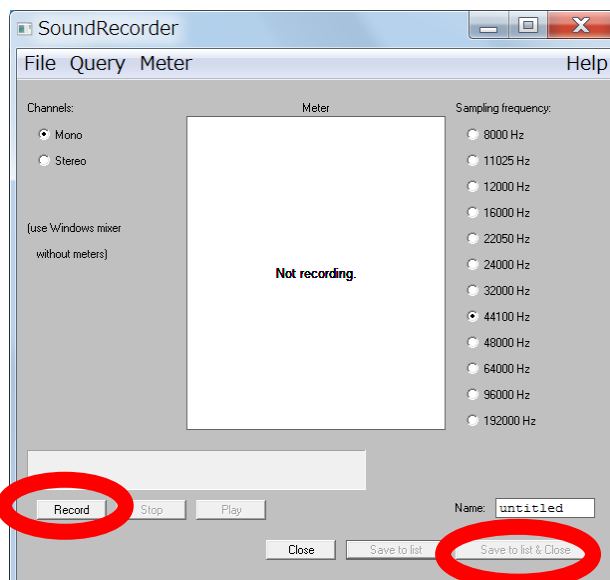 SoundRecorder
File Query Meter Help
Channels:
Mono
Stereo
(use Windows mixer
without meters)
Meter
Not recording.
Sampling frequency:
8000 Hz
11025 Hz
12000 Hz
16000 Hz
22050 Hz
24000 Hz
32000 Hz
44100 Hz
48000 Hz
64000 Hz
96000 Hz
192000 Hz
Record Stop Play
Name: untitled
Close Save to list Save to list & Close